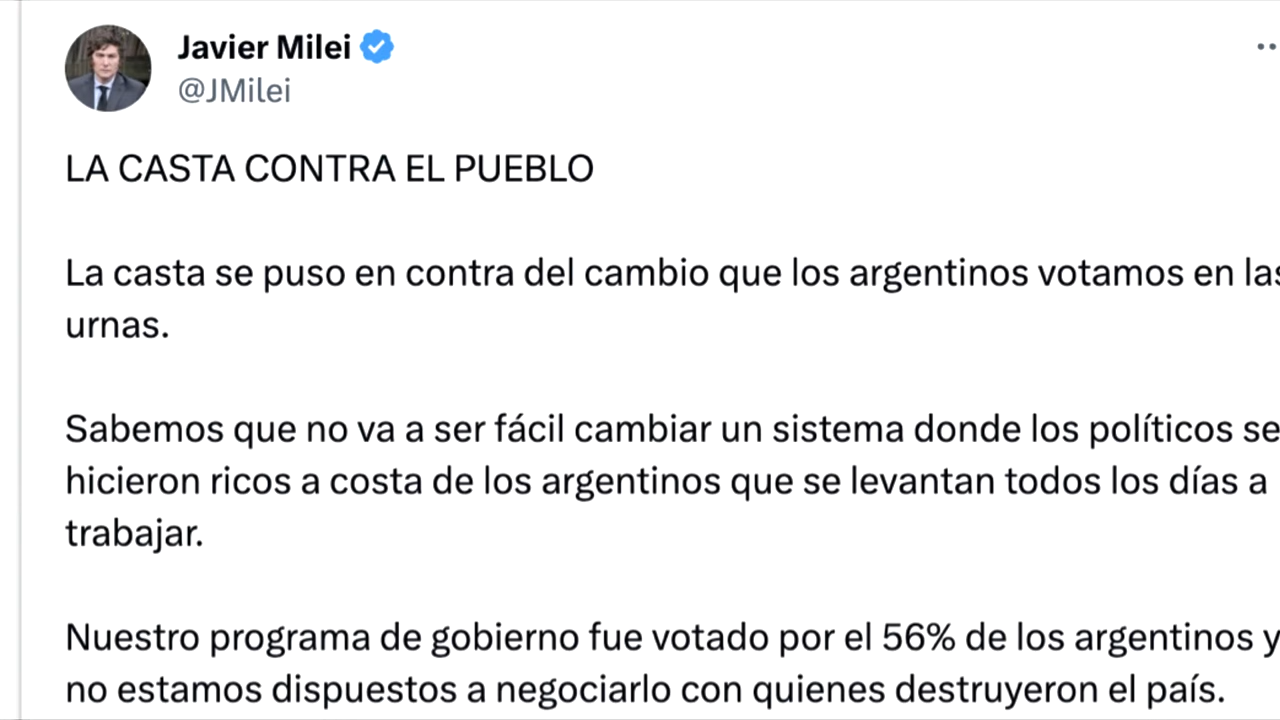 Javier Milei
@JMilei
LA CASTA CONTRA EL PUEBLO
La casta se puso en contra del cambio que los argentinos votamos en las
urnas.
Sabemos que no va a ser fácil cambiar un sistema donde los políticos se
hicieron ricos a costa de los argentinos que se levantan todos los días a
trabajar.
Nuestro programa de gobierno fue votado por el 56% de los argentinos y
no estamos dispuestos a negociarlo con quienes destruyeron el país.